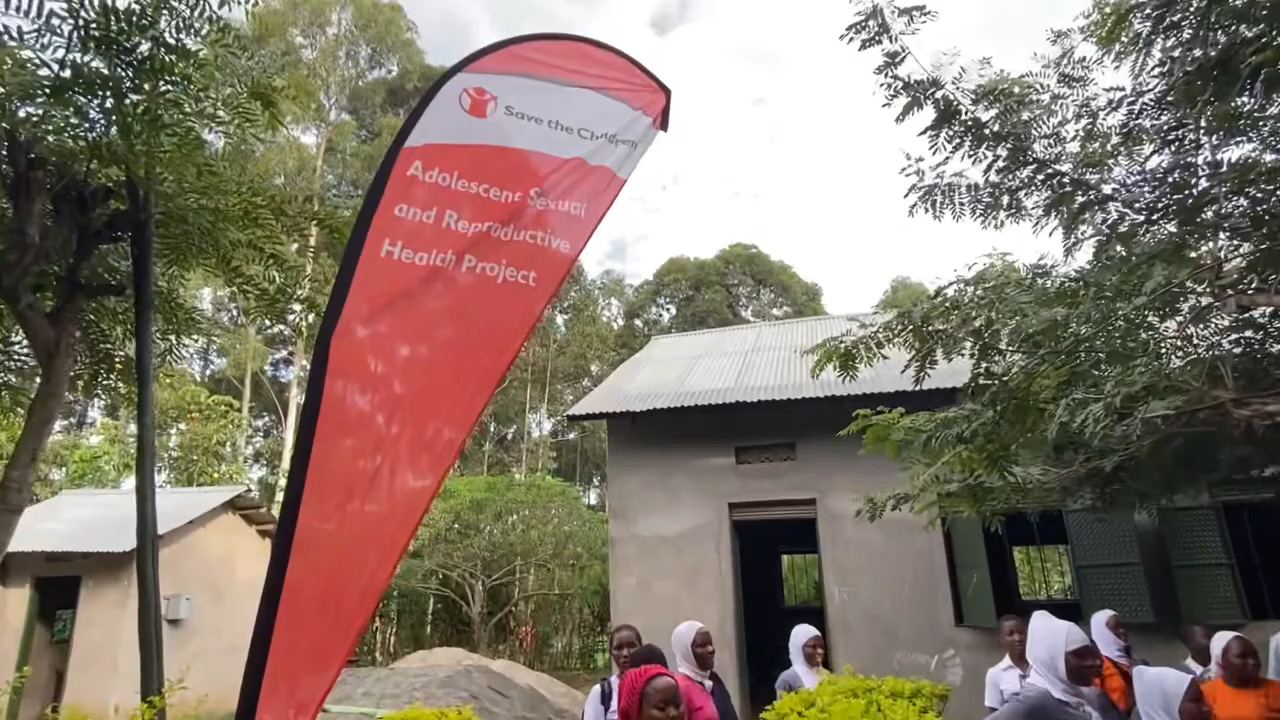 Save the Children
Adolescent Sexual
and Reproductive
Health Project